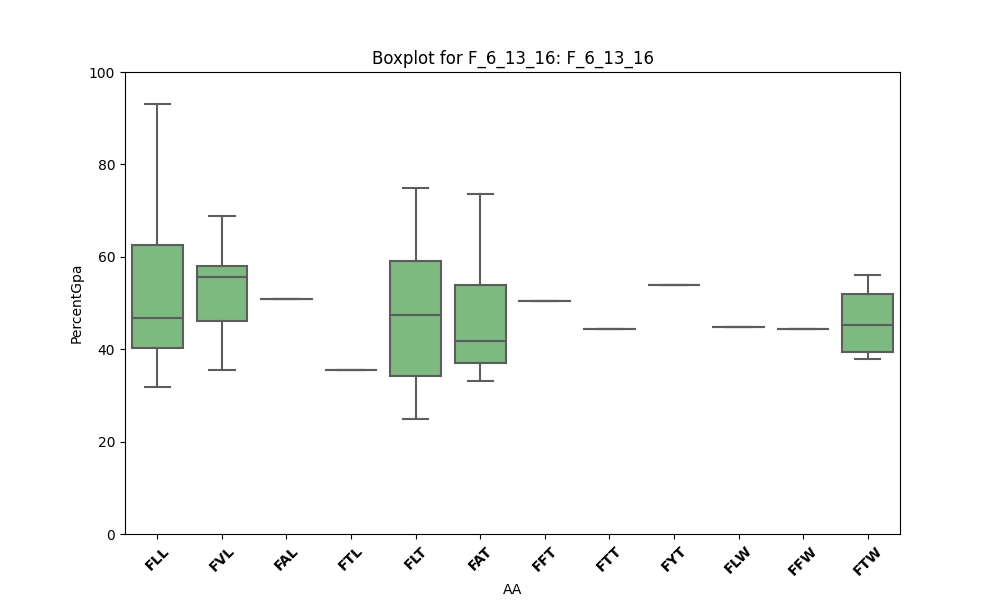 Boxplot for F_6_13_16: F_6_13_16
PercentGpa
100
80
60
40
20
0
FLL
FVL
FAL
FTL
FLT
FAT
FFT
FTT
FYT
FLW
FFW
FTW
AA